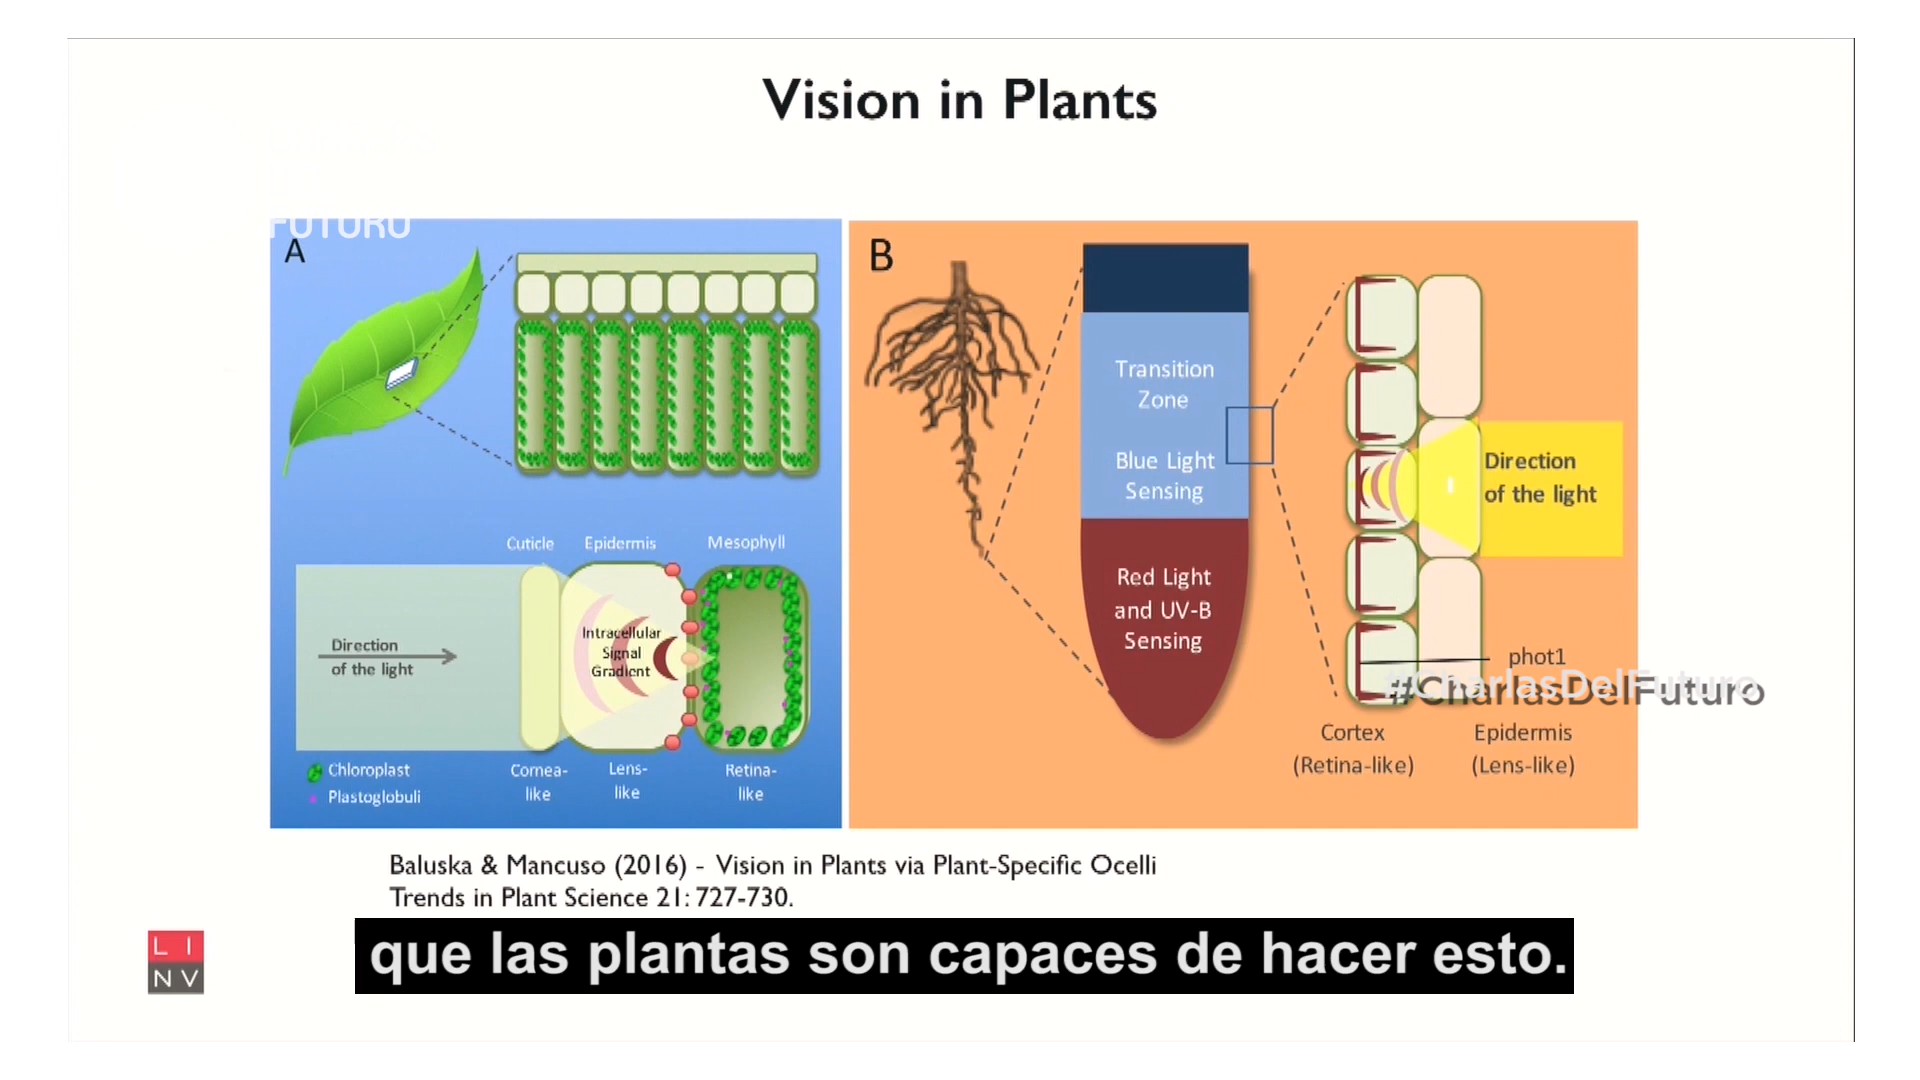 Vision in Plants
FUTURO
A
B
Transition
Zone
Blue Light
Sensing
Red Light
and UV-B
Sensing
Direction
of the light
phot1
#CharlasDelFuturo
Cortex
(Retina-like)
Epidermis
(Lens-like)
Cuticle
Epidermis
Mesophyll
Direction
of the light
Intracellular
Signal
Gradient
Chloroplast
Plastoglobuli
Cornea-
like
Lens-
like
Retina-
like
Baluska & Mancuso (2016) - Vision in Plants via Plant-Specific Ocelli
Trends in Plant Science 21: 727-730.
L I
N V
que las plantas son capaces de hacer esto.